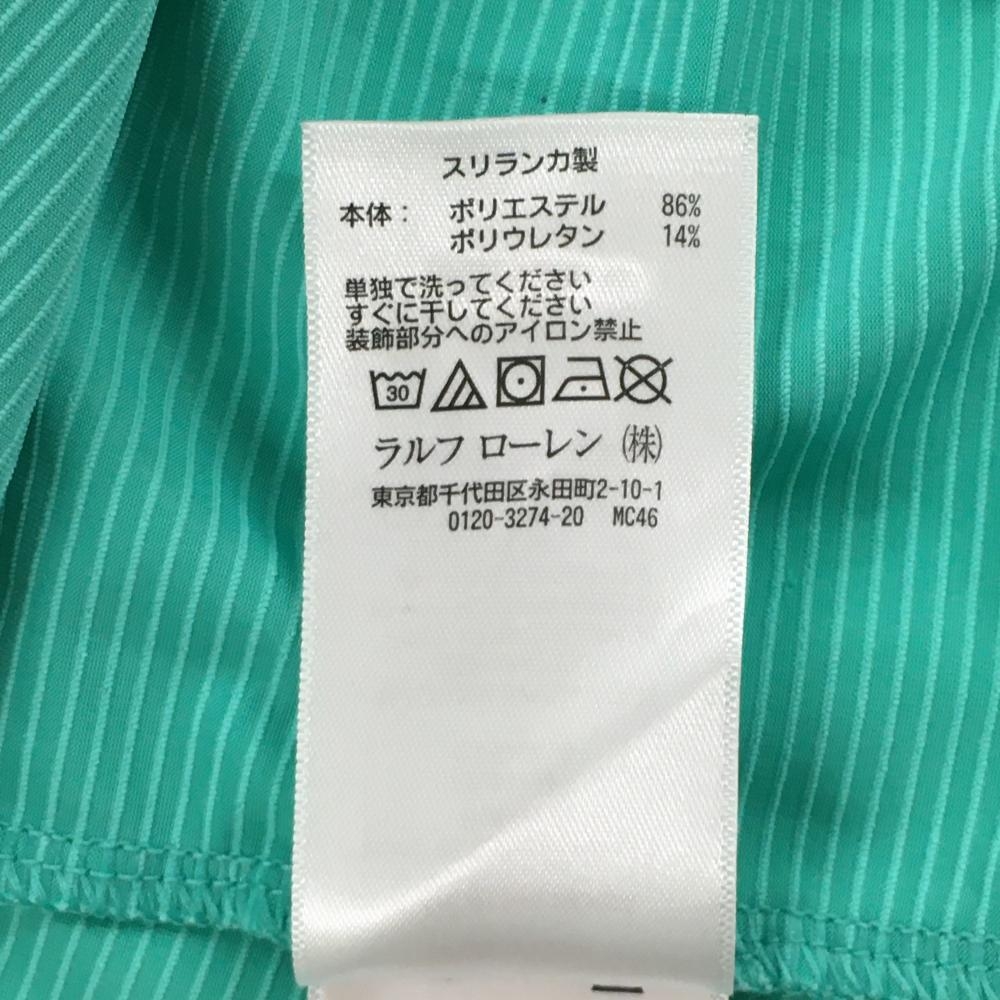 スリランカ製
本体： ポリエステル 86%
ポリウレタン 14%
単独で洗ってください
すぐに干してください
装飾部分へのアイロン禁止
30
ラルフ ローレン（株）
東京都千代田区永田町2-10-1
0120-3274-20 MC46